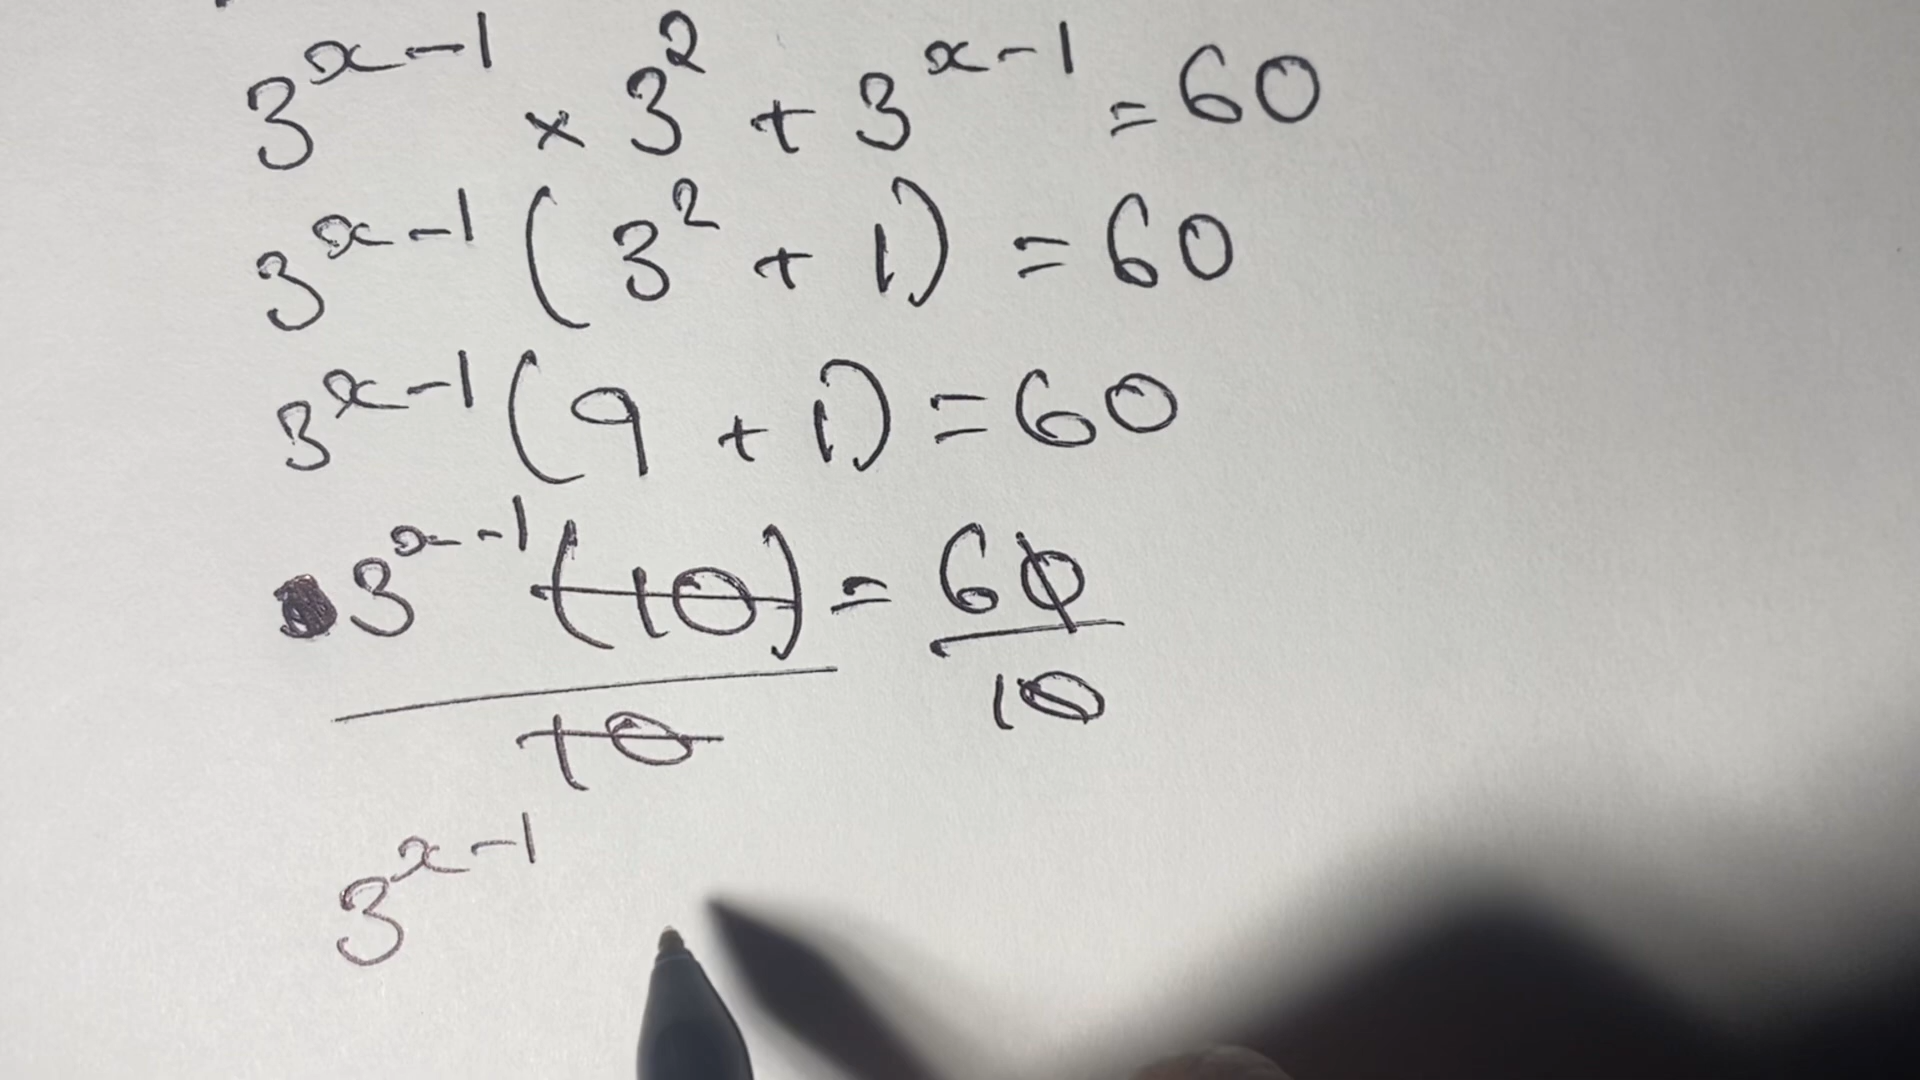 3^{x-1} × 3^2 + 3^{x-1} = 60
3^{x-1} (3^2 + 1) = 60
3^{x-1} (9 + 1) = 60
3^{x-1} (10) = 60
10 10
3^{x-1}